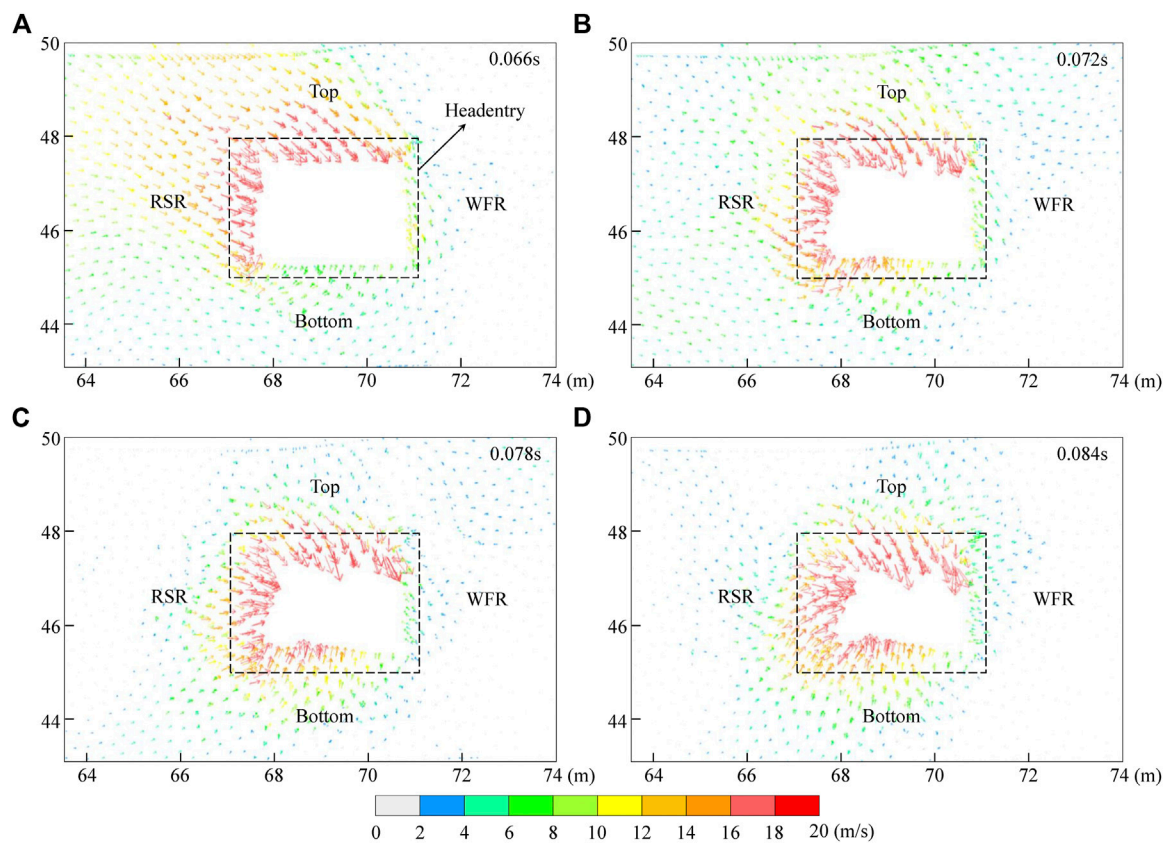 A
50
0.066s
Top
Headentry
48
RSR
WFR
46
Bottom
44
64 66 68 70 72 74 (m)
B
50
0.072s
Top
48
RSR
WFR
46
Bottom
44
64 66 68 70 72 74 (m)
C
50
0.078s
Top
48
RSR
WFR
46
Bottom
44
64 66 68 70 72 74 (m)
D
50
0.084s
Top
48
RSR
WFR
46
Bottom
44
64 66 68 70 72 74 (m)
0 2 4 6 8 10 12 14 16 18 20 (m/s)